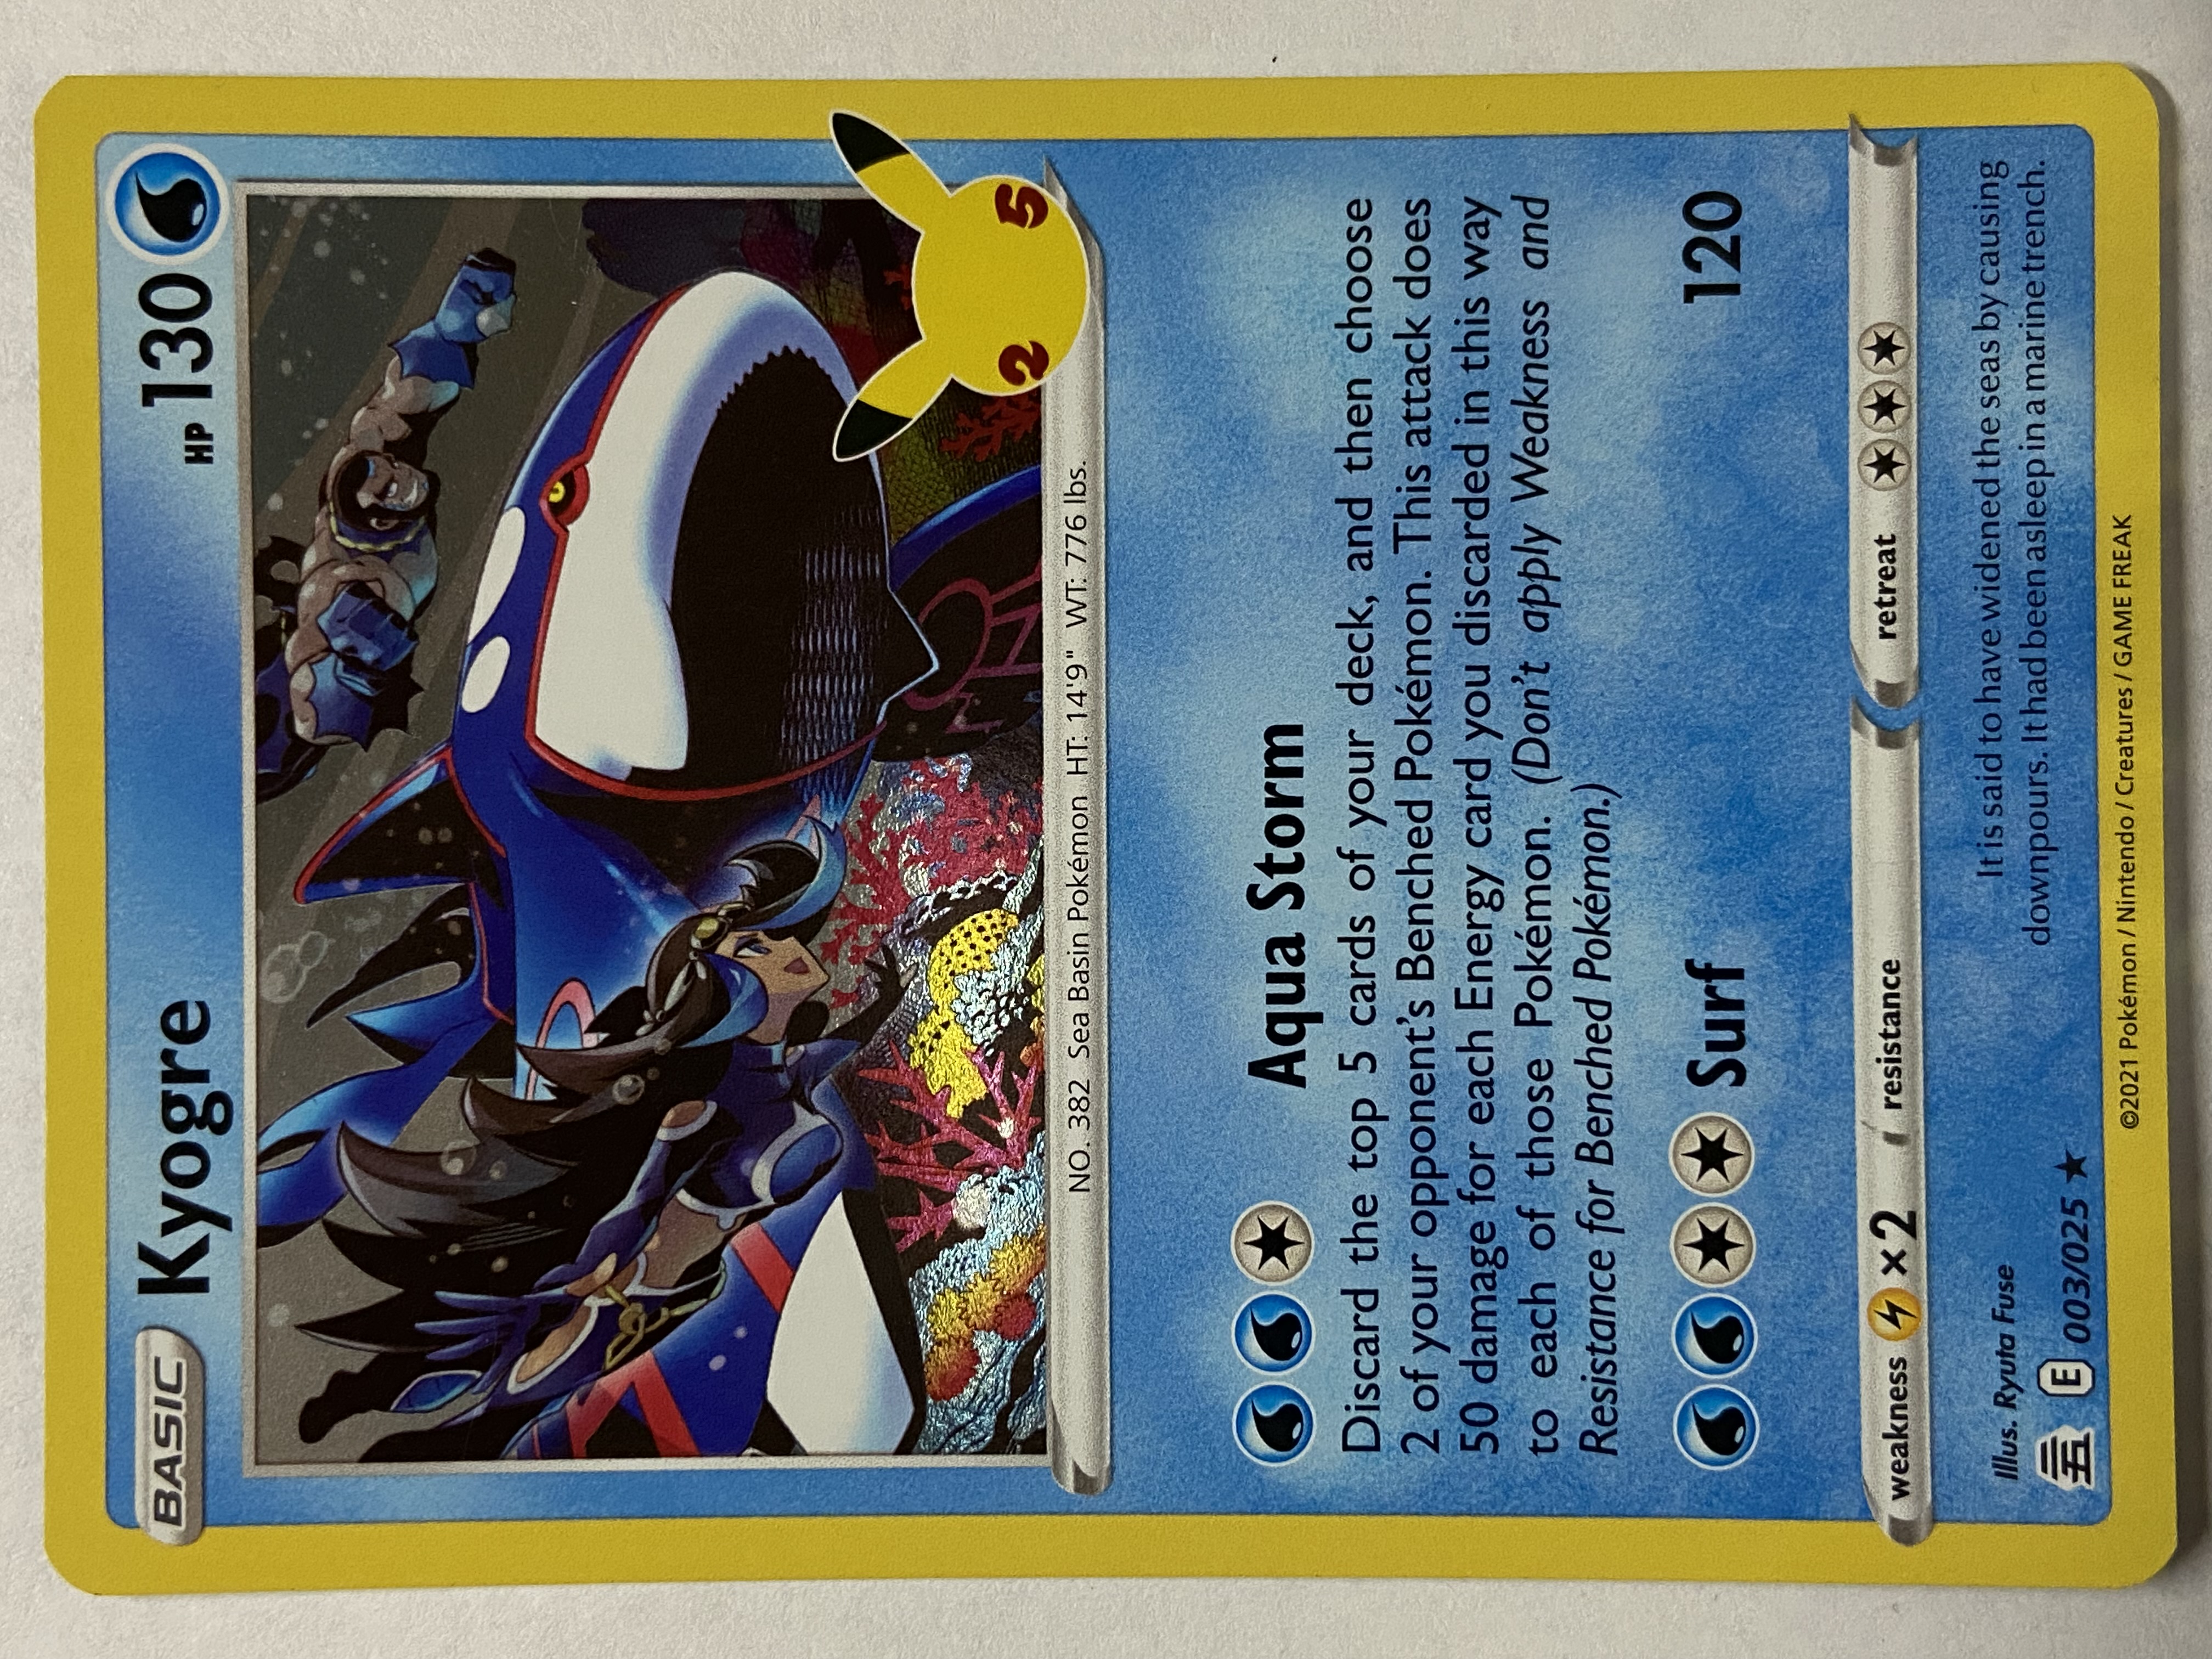 BASIC Kyogre HP 130
25
NO. 382 Sea Basin Pokémon HT: 14'9" WT: 776 lbs.
Aqua Storm
Discard the top 5 cards of your deck, and then choose
2 of your opponent's Benched Pokémon. This attack does
50 damage for each Energy card you discarded in this way
to each of those Pokémon. (Don't apply Weakness and
Resistance for Benched Pokémon.)
Surf 120
weakness ×2 resistance retreat
Illus. Ryuta Fuse
It is said to have widened the seas by causing
downpours. It had been asleep in a marine trench.
E 003/025 ★
©2021 Pokémon / Nintendo / Creatures / GAME FREAK